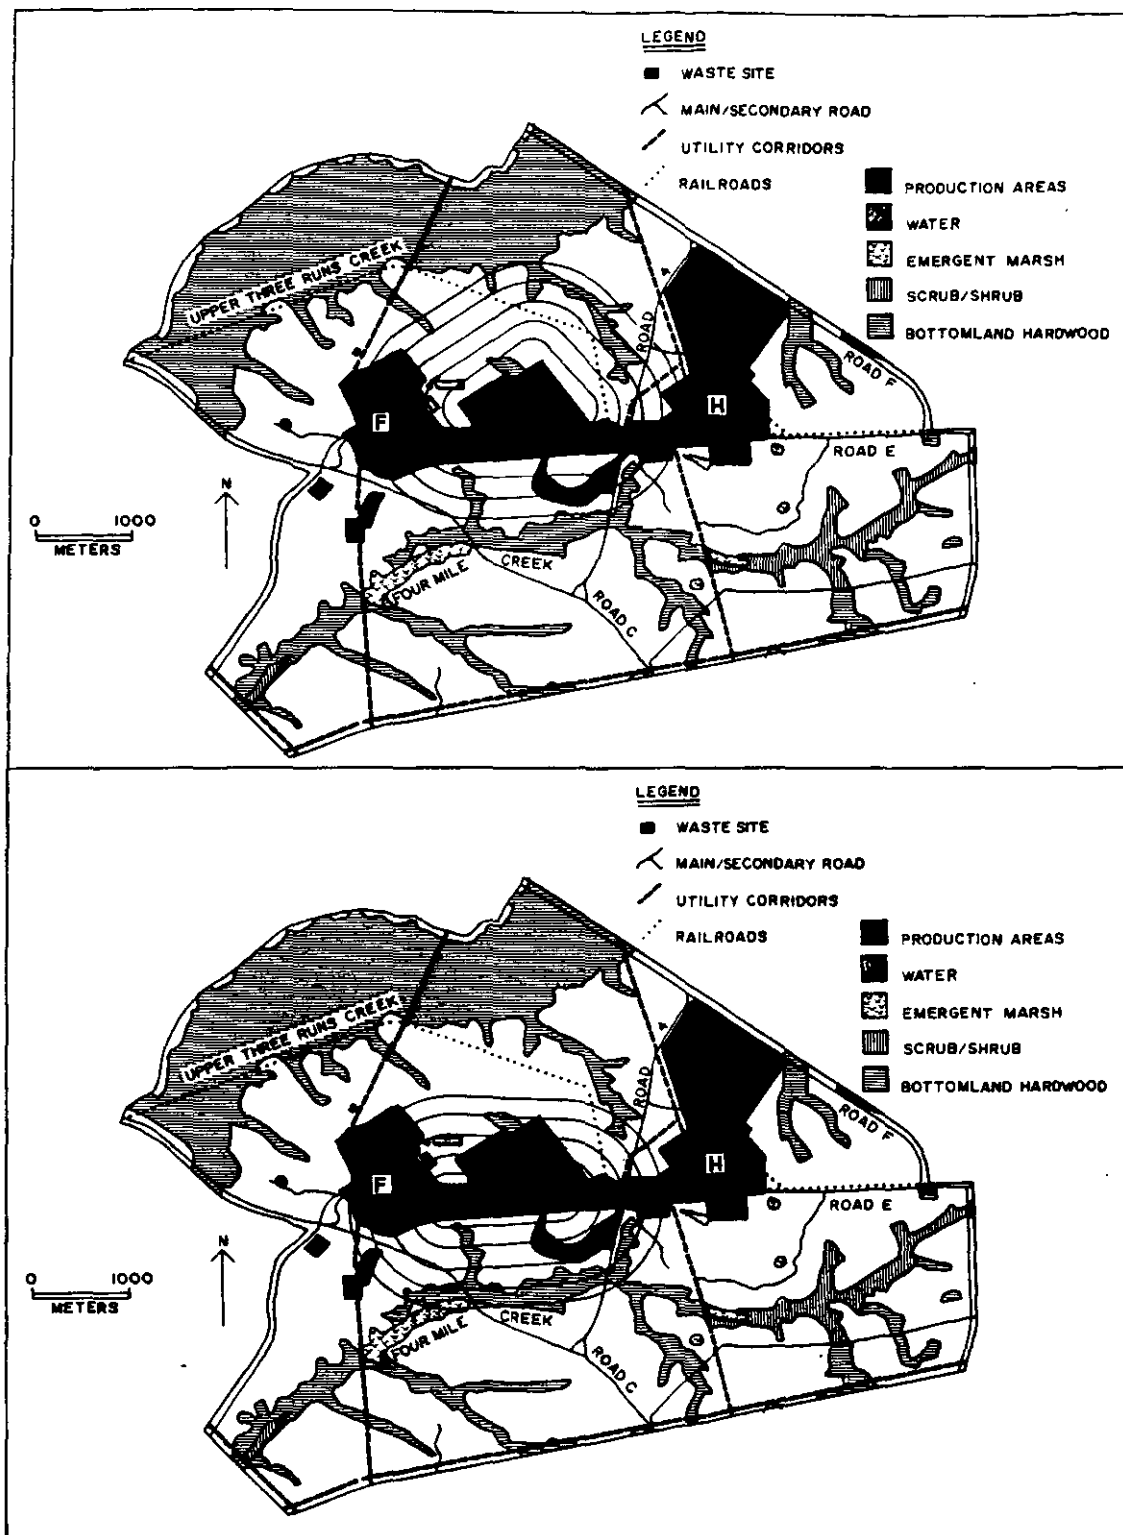 LEGEND
WASTE SITE
MAIN/SECONDARY ROAD
UTILITY CORRIDORS
RAILROADS
PRODUCTION AREAS
WATER
EMERGENT MARSH
SCRUB/SHRUB
BOTTOMLAND HARDWOOD
UPPER THREE RUNS CREEK
ROAD
A
ROAD F
F
H
ROAD E
N
0 1000
METERS
FOUR MILE
CREEK
ROAD C
LEGEND
WASTE SITE
MAIN/SECONDARY ROAD
UTILITY CORRIDORS
RAILROADS
PRODUCTION AREAS
WATER
EMERGENT MARSH
SCRUB/SHRUB
BOTTOMLAND HARDWOOD
UPPER THREE RUNS CREEK
ROAD
A
ROAD F
F
H
ROAD E
N
0 1000
METERS
FOUR MILE
CREEK
ROAD C